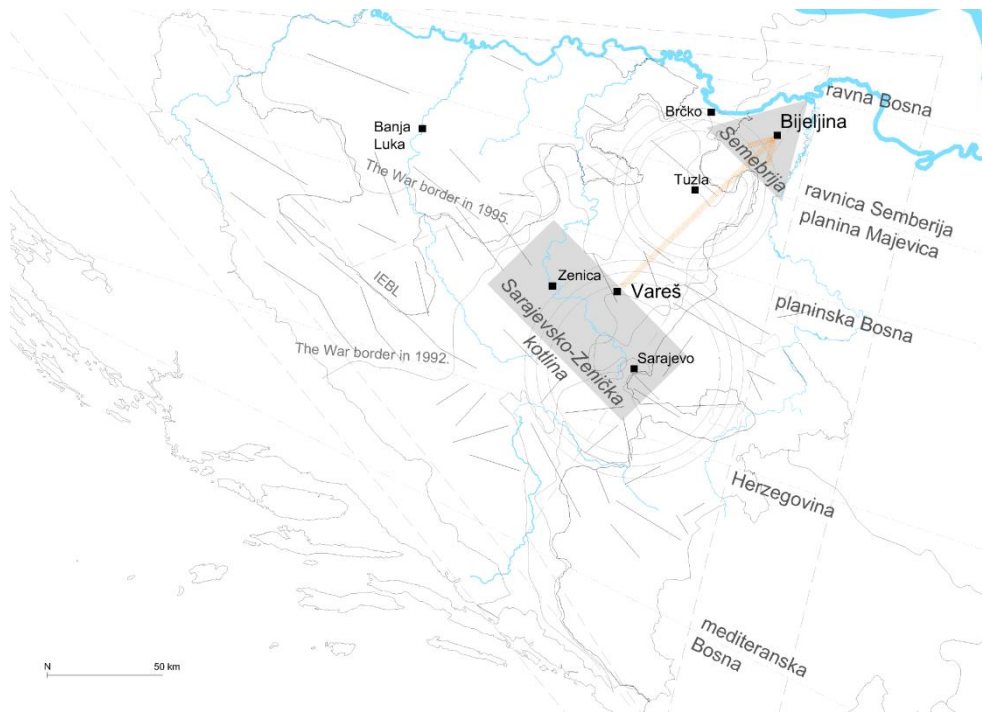 ravna Bosna
Brčko
Bijeljina
Banja
Luka
Semebrija
Tuzla
The War border in 1995.
ravnica Semberija
planina Majevica
IEBL
Zenica
Vareš
planinska Bosna
Sarajevsko-Zenička
kotlina
The War border in 1992.
Sarajevo
Herzegovina
mediteranska
Bosna
N
50 km